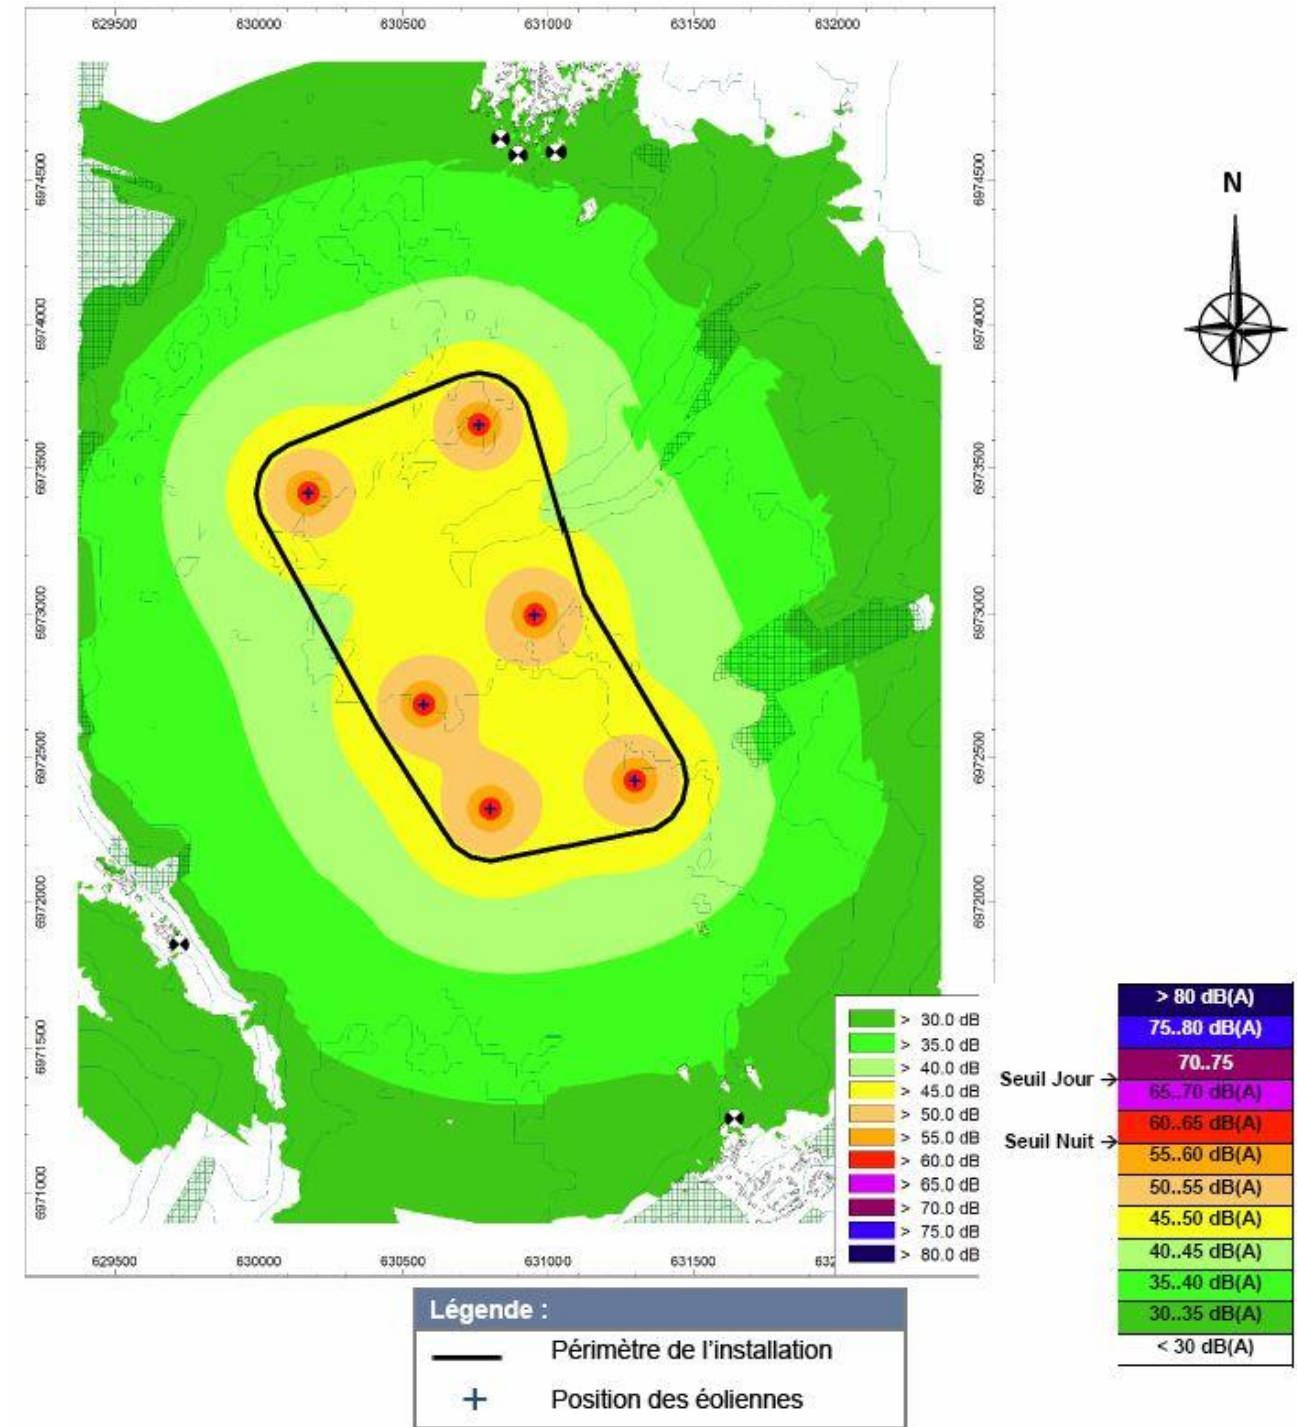 629500 630000 630500 631000 631500 632000
6974500
6974000
6973500
6973000
6972500
6972000
6971500
6971000
6974500
6974000
6973500
6973000
6972500
6972000
N
> 30.0 dB
> 35.0 dB
> 40.0 dB
> 45.0 dB
> 50.0 dB
> 55.0 dB
> 60.0 dB
> 65.0 dB
> 70.0 dB
> 75.0 dB
> 80.0 dB
> 80 dB(A)
75..80 dB(A)
70..75
65..70 dB(A)
60..65 dB(A)
55..60 dB(A)
50..55 dB(A)
45..50 dB(A)
40..45 dB(A)
35..40 dB(A)
30..35 dB(A)
< 30 dB(A)
Seuil Jour →
Seuil Nuit →
629500 630000 630500 631000 631500
Légende :
Périmètre de l'installation
Position des éoliennes